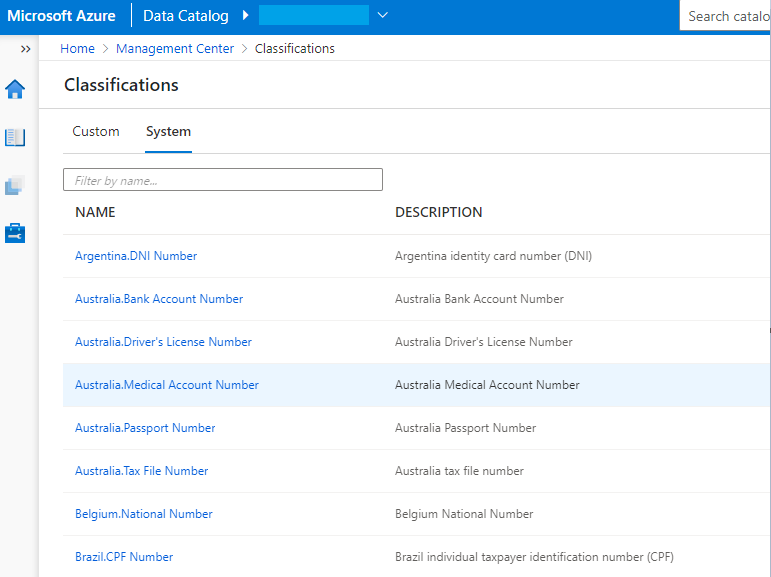 Microsoft Azure Data Catalog Search catalo
Home > Management Center > Classifications
Classifications
Custom System
Filter by name...
NAME DESCRIPTION
Argentina.DNI Number Argentina identity card number (DNI)
Australia.Bank Account Number Australia Bank Account Number
Australia.Driver's License Number Australia Driver's License Number
Australia.Medical Account Number Australia Medical Account Number
Australia.Passport Number Australia Passport Number
Australia.Tax File Number Australia tax file number
Belgium.National Number Belgium National Number
Brazil.CPF Number Brazil individual taxpayer identification number (CPF)